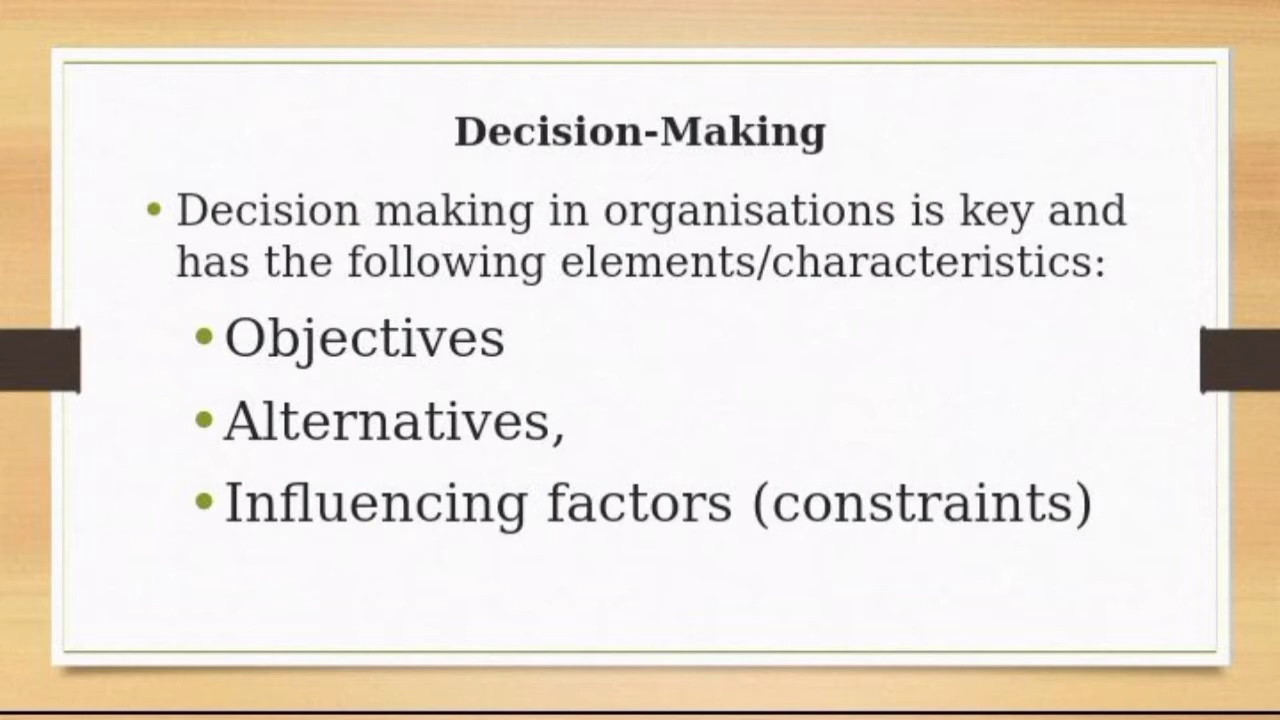 Decision-Making
• Decision making in organisations is key and
has the following elements/characteristics:
• Objectives
• Alternatives,
• Influencing factors (constraints)